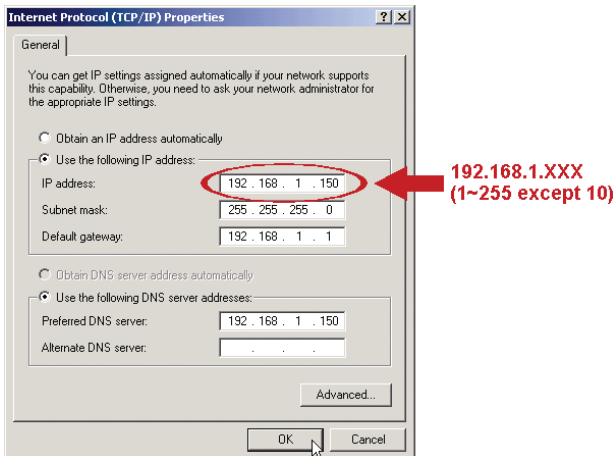 Internet Protocol (TCP/IP) Properties
General
You can get IP settings assigned automatically if your network supports
this capability. Otherwise, you need to ask your network administrator for
the appropriate IP settings.
Obtain an IP address automatically
Use the following IP address:
IP address: 192 . 168 . 1 . 150
Subnet mask: 255 . 255 . 255 . 0
Default gateway: 192 . 168 . 1 . 1
192.168.1.XXX
(1~255 except 10)
Obtain DNS server address automatically
Use the following DNS server addresses:
Preferred DNS server: 192 . 168 . 1 . 150
Alternate DNS server: . . .
Advanced...
OK Cancel